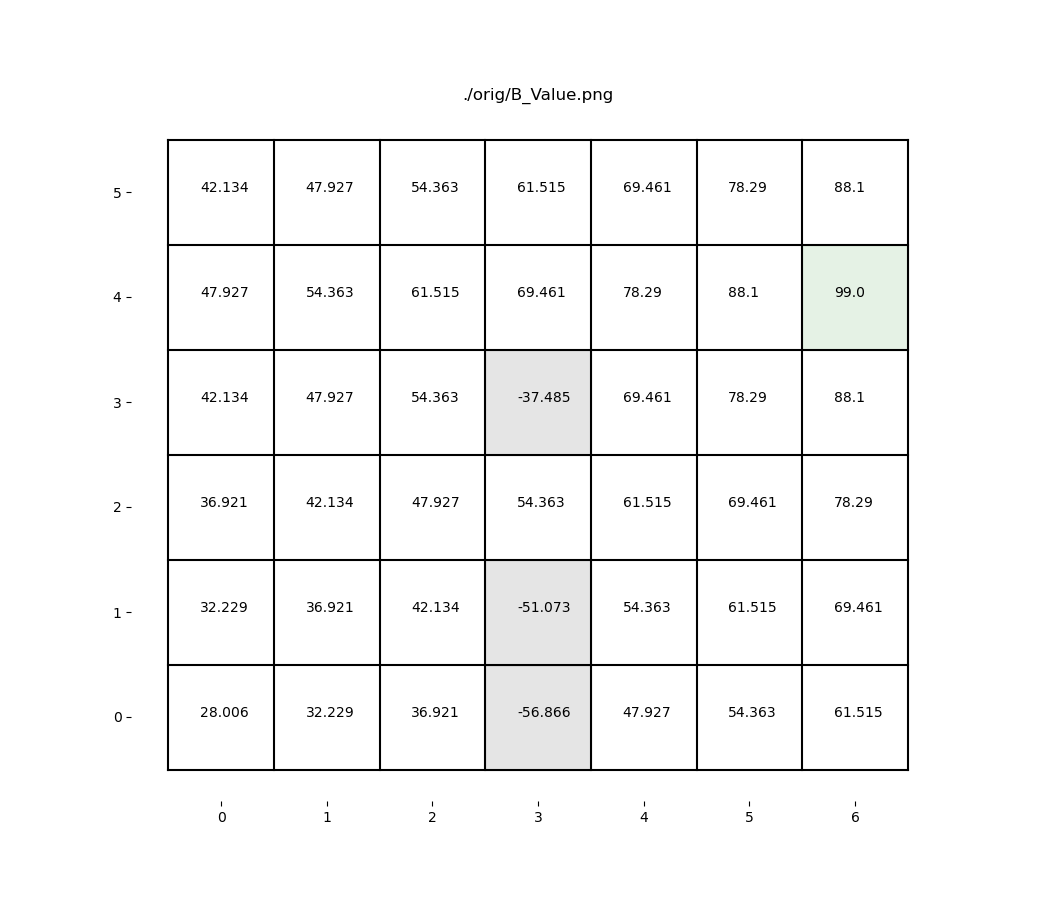 ./orig/B_Value.png
5 42.134 47.927 54.363 61.515 69.461 78.29 88.1
4 47.927 54.363 61.515 69.461 78.29 88.1 99.0
3 42.134 47.927 54.363 -37.485 69.461 78.29 88.1
2 36.921 42.134 47.927 54.363 61.515 69.461 78.29
1 32.229 36.921 42.134 -51.073 54.363 61.515 69.461
0 28.006 32.229 36.921 -56.866 47.927 54.363 61.515
0 1 2 3 4 5 6